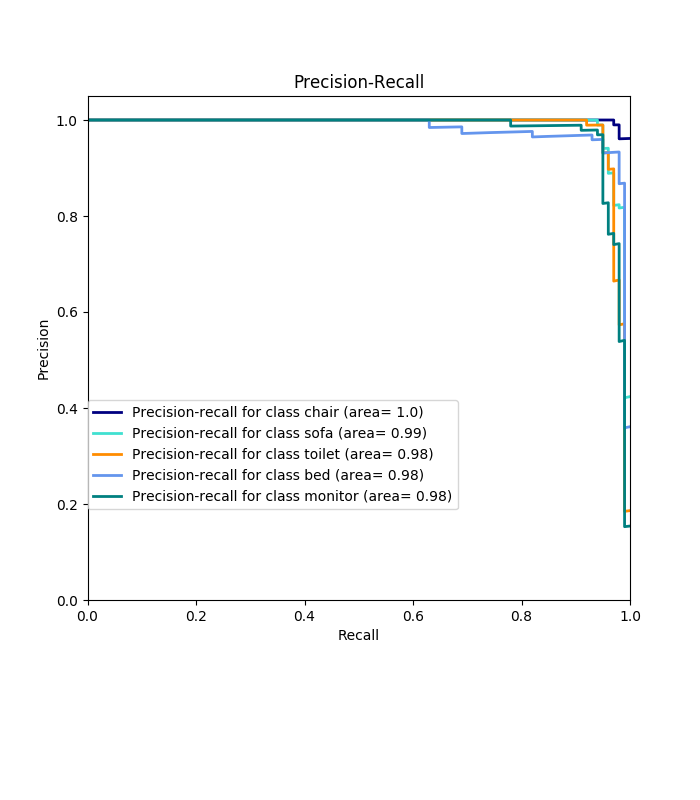 Precision-Recall
1.0
0.8
0.6
0.4
0.2
0.0
Precision
Precision-recall for class chair (area= 1.0)
Precision-recall for class sofa (area= 0.99)
Precision-recall for class toilet (area= 0.98)
Precision-recall for class bed (area= 0.98)
Precision-recall for class monitor (area= 0.98)
0.0 0.2 0.4 0.6 0.8 1.0
Recall